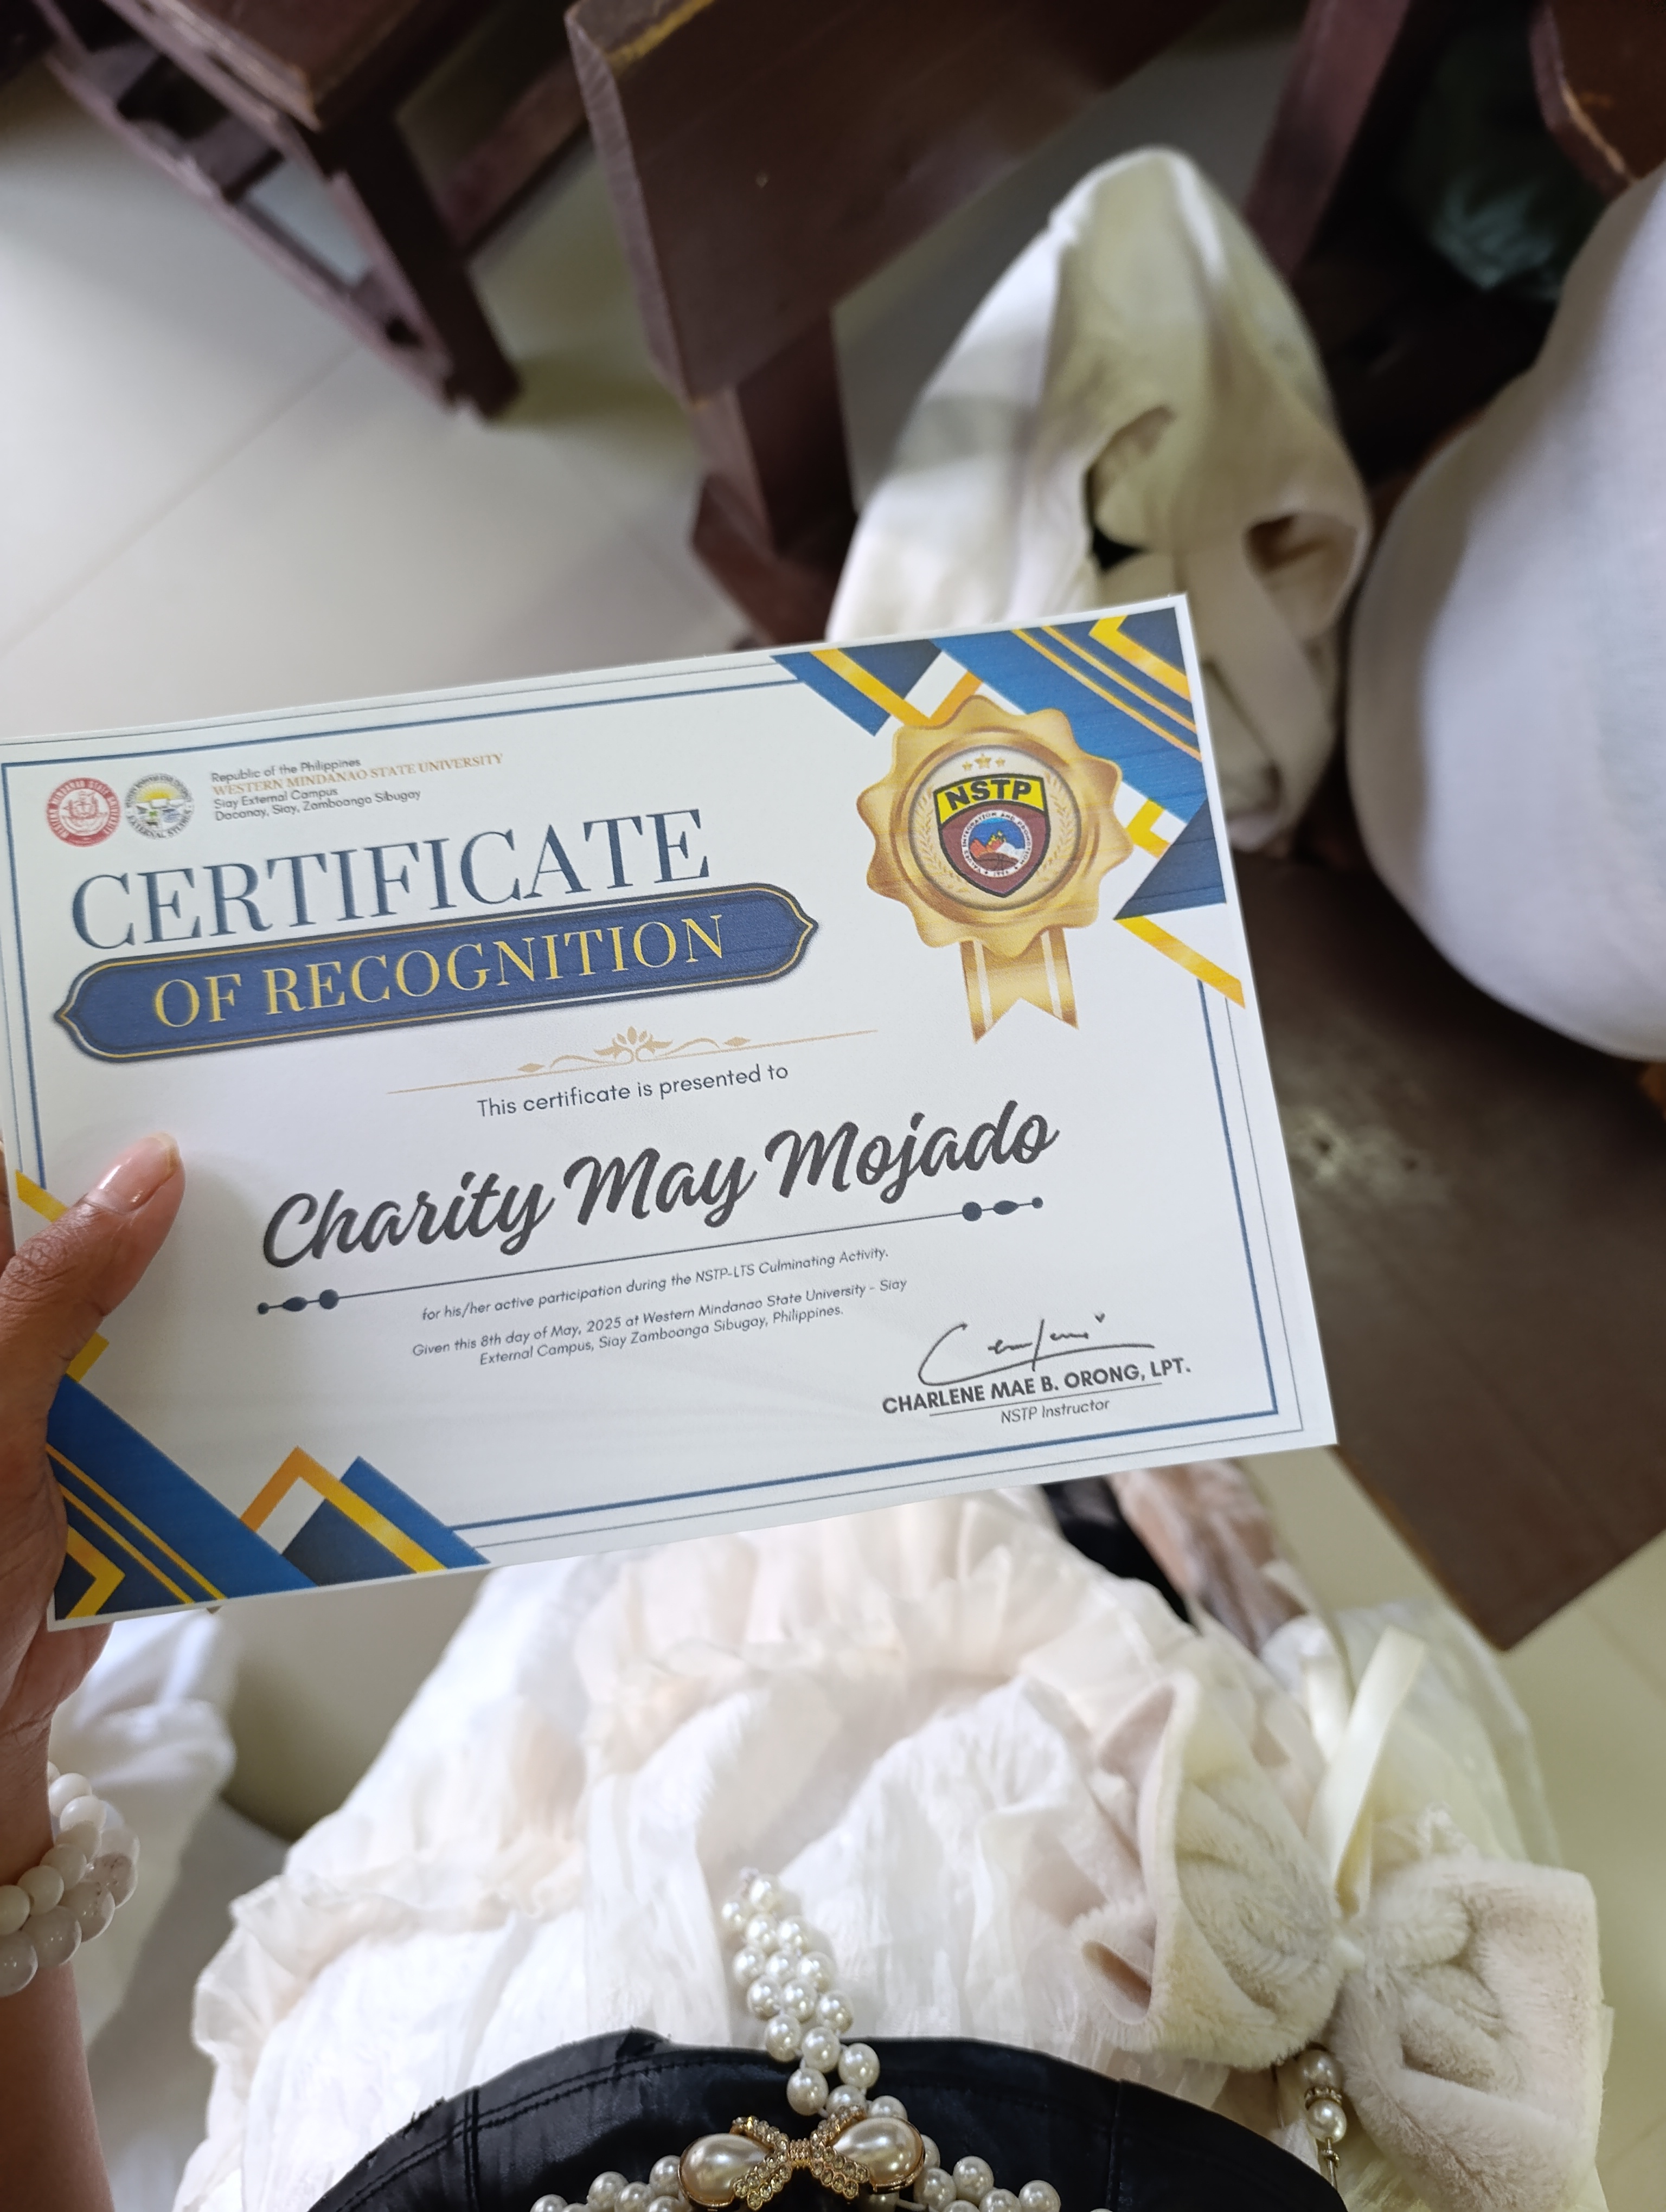 Republic of the Philippines
WESTERN MINDANAO STATE UNIVERSITY
Siay External Campus
Dacanay, Siay, Zamboanga Sibugay
CERTIFICATE
OF RECOGNITION
NSTP
This certificate is presented to
Charity May Mojado
for his/her active participation during the NSTP-LTS Culminating Activity.
Given this 8th day of May, 2025 at Western Mindanao State University - Siay
External Campus, Siay Zamboanga Sibugay, Philippines.
CHARLENE MAE B. ORONG, LPT.
NSTP Instructor